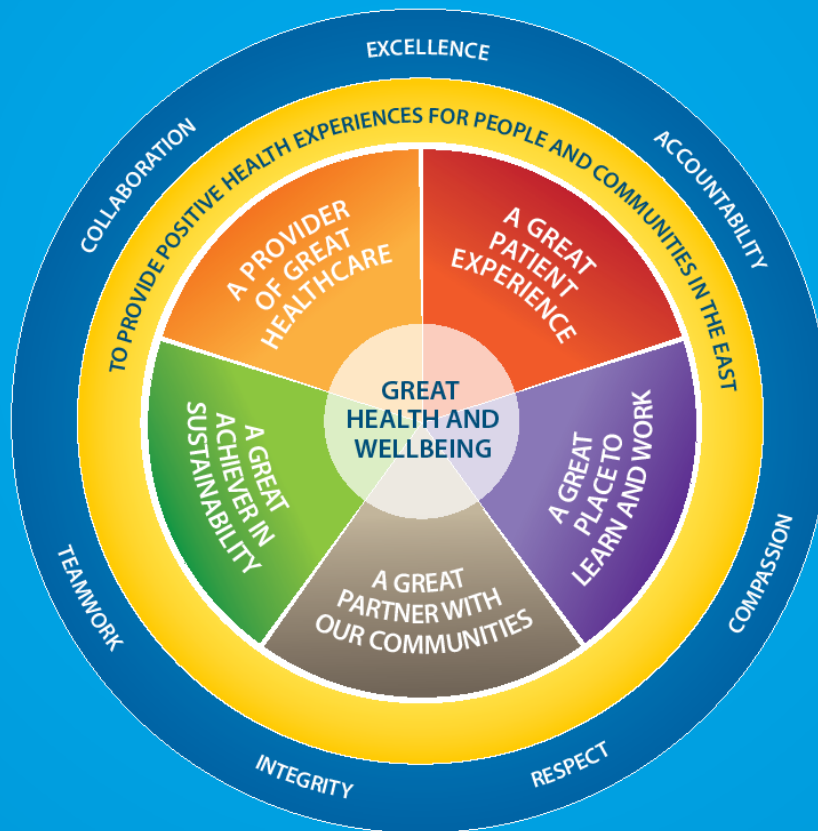 EXCELLENCE
ACCOUNTABILITY
COMPASSION
RESPECT
INTEGRITY
TEAMWORK
COLLABORATION
TO PROVIDE POSITIVE HEALTH EXPERIENCES FOR PEOPLE AND COMMUNITIES IN THE EAST
A PROVIDER
OF GREAT
HEALTHCARE
A GREAT
PATIENT
EXPERIENCE
A GREAT
PLACE TO
LEARN AND WORK
A GREAT
PARTNER WITH
OUR COMMUNITIES
A GREAT
ACHIEVER IN
SUSTAINABILITY
GREAT
HEALTH AND
WELLBEING